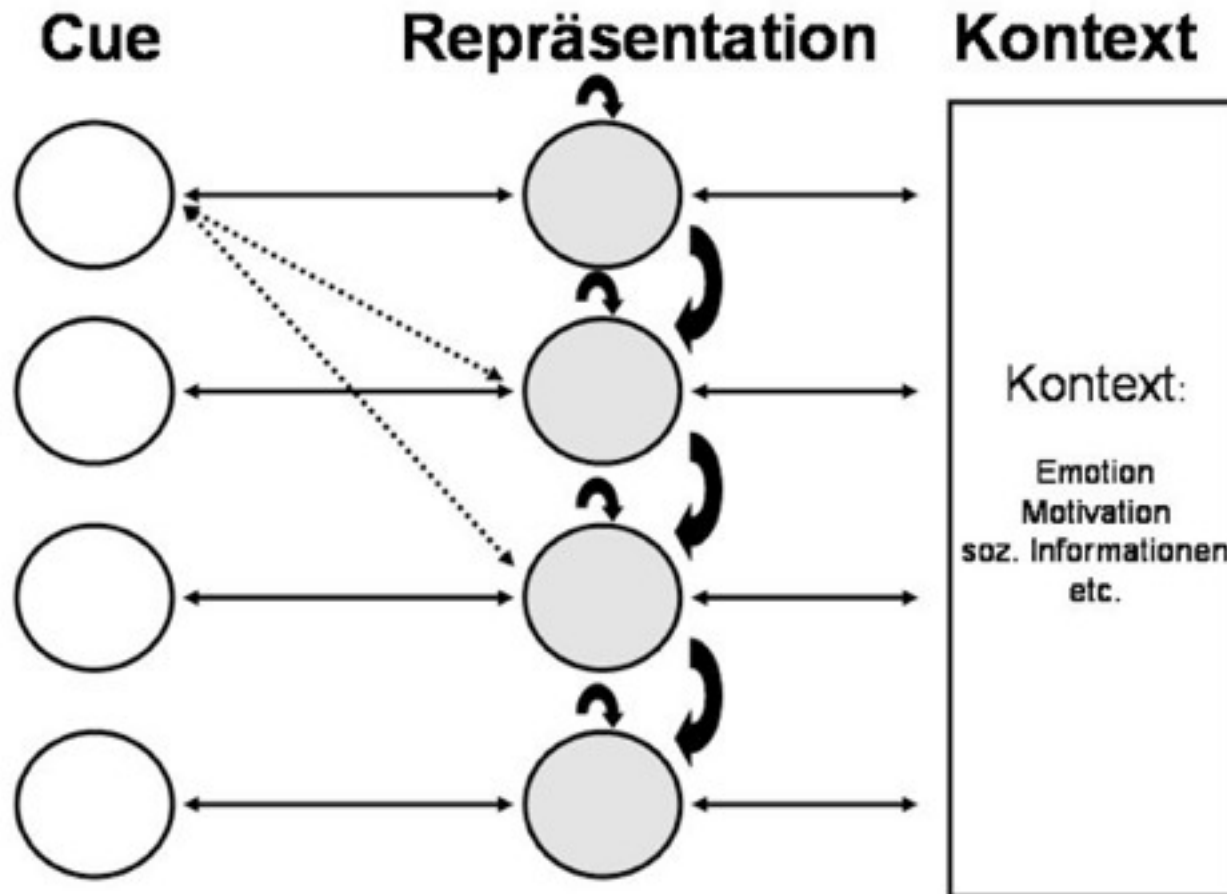 Cue Repräsentation Kontext
Kontext:
Emotion
Motivation
soz. Informationen
etc.